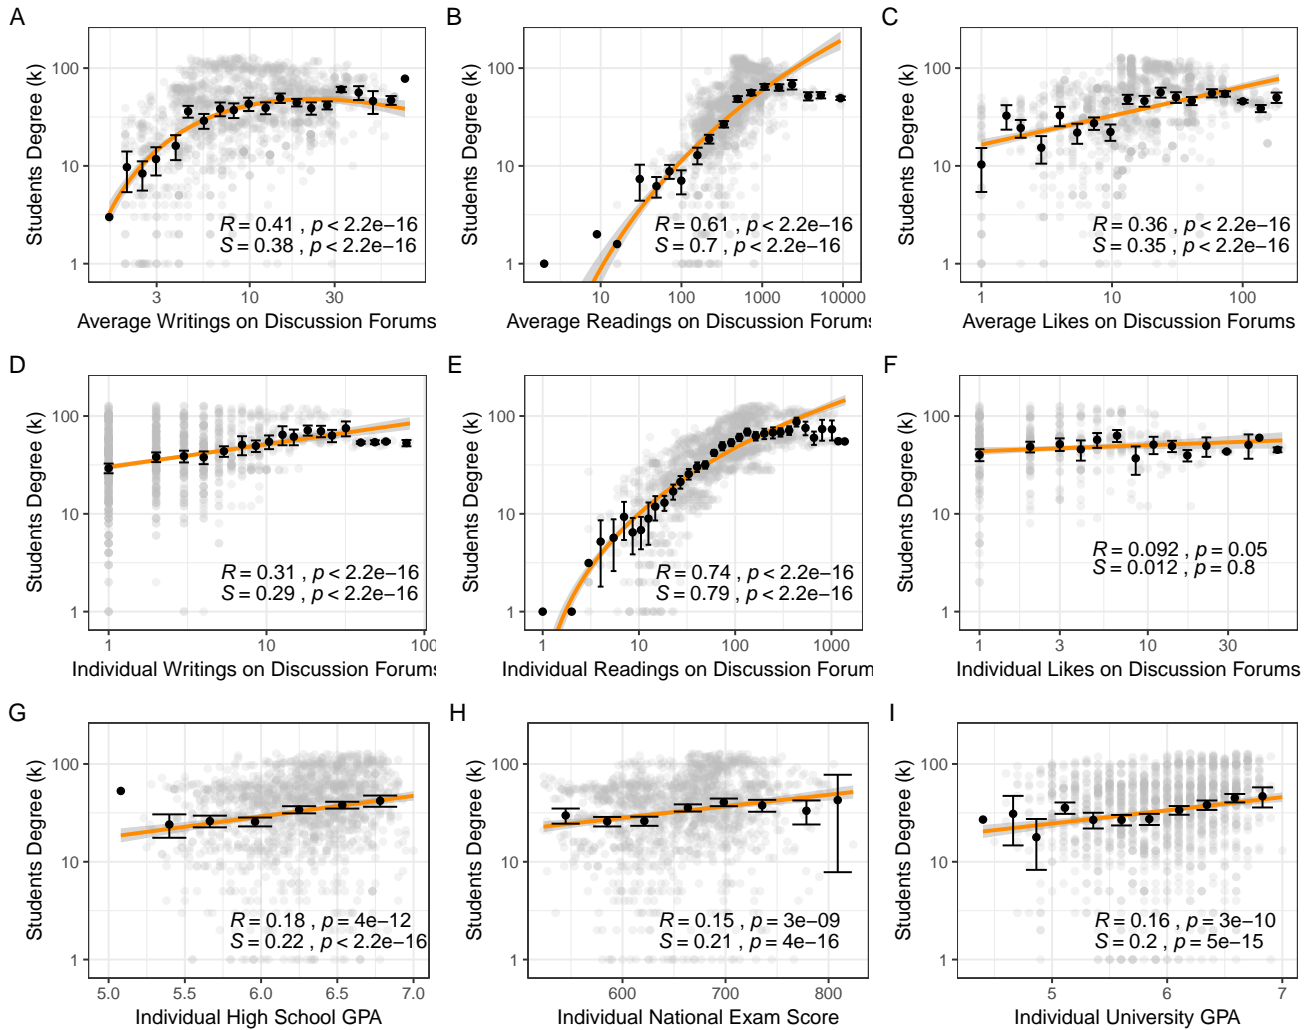 A
Students Degree (k)
100
10
1
R = 0.41 , p < 2.2e−16
S = 0.38 , p < 2.2e−16
3 10 30
Average Writings on Discussion Forums
B
Students Degree (k)
100
10
1
R = 0.61 , p < 2.2e−16
S = 0.7 , p < 2.2e−16
10 100 1000 10000
Average Readings on Discussion Forums
C
Students Degree (k)
100
10
1
R = 0.36 , p < 2.2e−16
S = 0.35 , p < 2.2e−16
1 10 100
Average Likes on Discussion Forums
D
Students Degree (k)
100
10
1
R = 0.31 , p < 2.2e−16
S = 0.29 , p < 2.2e−16
1 10 100
Individual Writings on Discussion Forums
E
Students Degree (k)
100
10
1
R = 0.74 , p < 2.2e−16
S = 0.79 , p < 2.2e−16
1 10 100 1000
Individual Readings on Discussion Forum
F
Students Degree (k)
100
10
1
R = 0.092 , p = 0.05
S = 0.012 , p = 0.8
1 3 10 30
Individual Likes on Discussion Forums
G
Students Degree (k)
100
10
1
R = 0.18 , p = 4e−12
S = 0.22 , p < 2.2e−16
5.0 5.5 6.0 6.5 7.0
Individual High School GPA
H
Students Degree (k)
100
10
1
R = 0.15 , p = 3e−09
S = 0.21 , p = 4e−16
600 700 800
Individual National Exam Score
I
Students Degree (k)
100
10
1
R = 0.16 , p = 3e−10
S = 0.2 , p = 5e−15
5 6 7
Individual University GPA